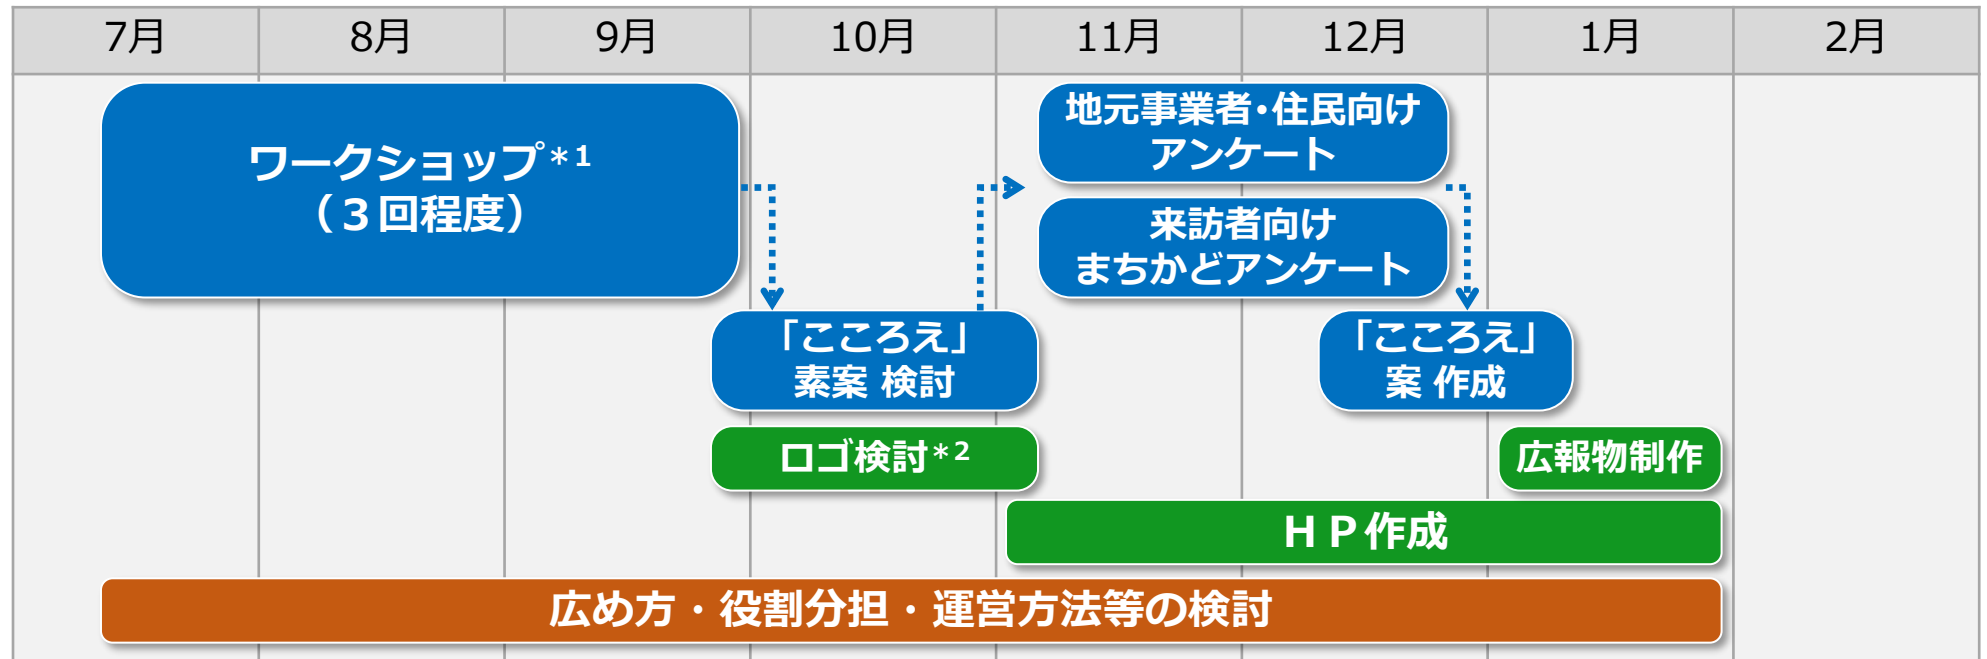 7月 8月 9月 10月 11月 12月 1月 2月
ワークショップ＊1
（３回程度）
地元事業者・住民向け
アンケート
来訪者向け
まちかどアンケート
「こころえ」
素案 検討
「こころえ」
案 作成
ロゴ検討＊2
広報物制作
ＨＰ作成
広め方・役割分担・運営方法等の検討